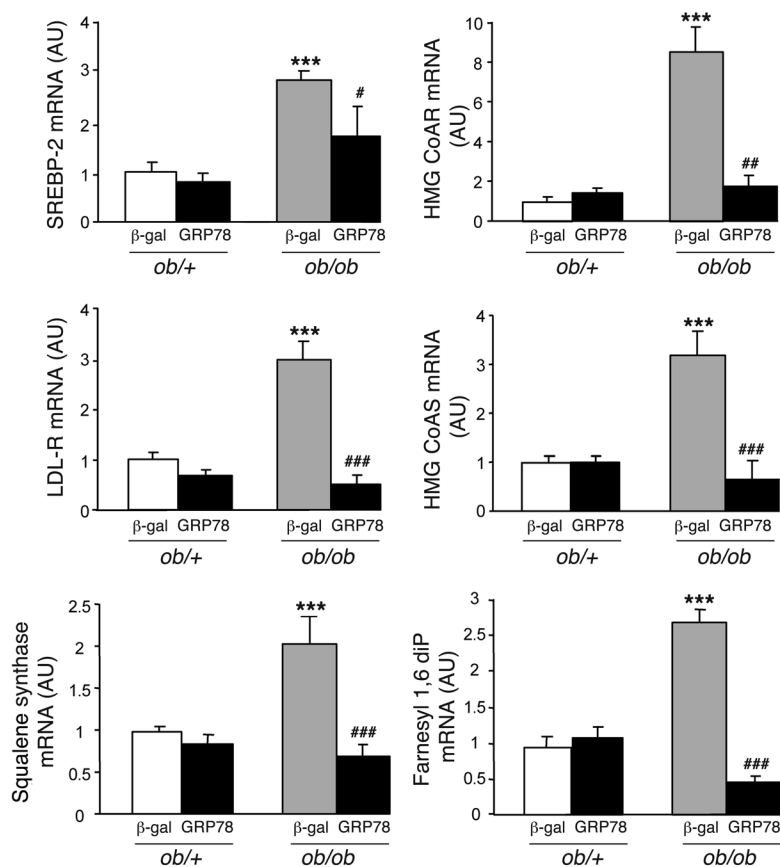 SREBP-2 mRNA (AU)
4
3
2
1
0
***
#
β-gal GRP78 β-gal GRP78
ob/+ ob/ob
HMG CoAR mRNA
(AU)
10
8
6
4
2
0
***
##
β-gal GRP78 β-gal GRP78
ob/+ ob/ob
LDL-R mRNA (AU)
4
3
2
1
0
***
###
β-gal GRP78 β-gal GRP78
ob/+ ob/ob
HMG CoAS mRNA
(AU)
4
3
2
1
0
***
###
β-gal GRP78 β-gal GRP78
ob/+ ob/ob
Squalene synthase
mRNA (AU)
2.5
2
1
0.5
0
***
###
β-gal GRP78 β-gal GRP78
ob/+ ob/ob
Farnesyl 1,6 diP
mRNA (AU)
3
2.5
2
1
0.5
0
***
###
β-gal GRP78 β-gal GRP78
ob/+ ob/ob